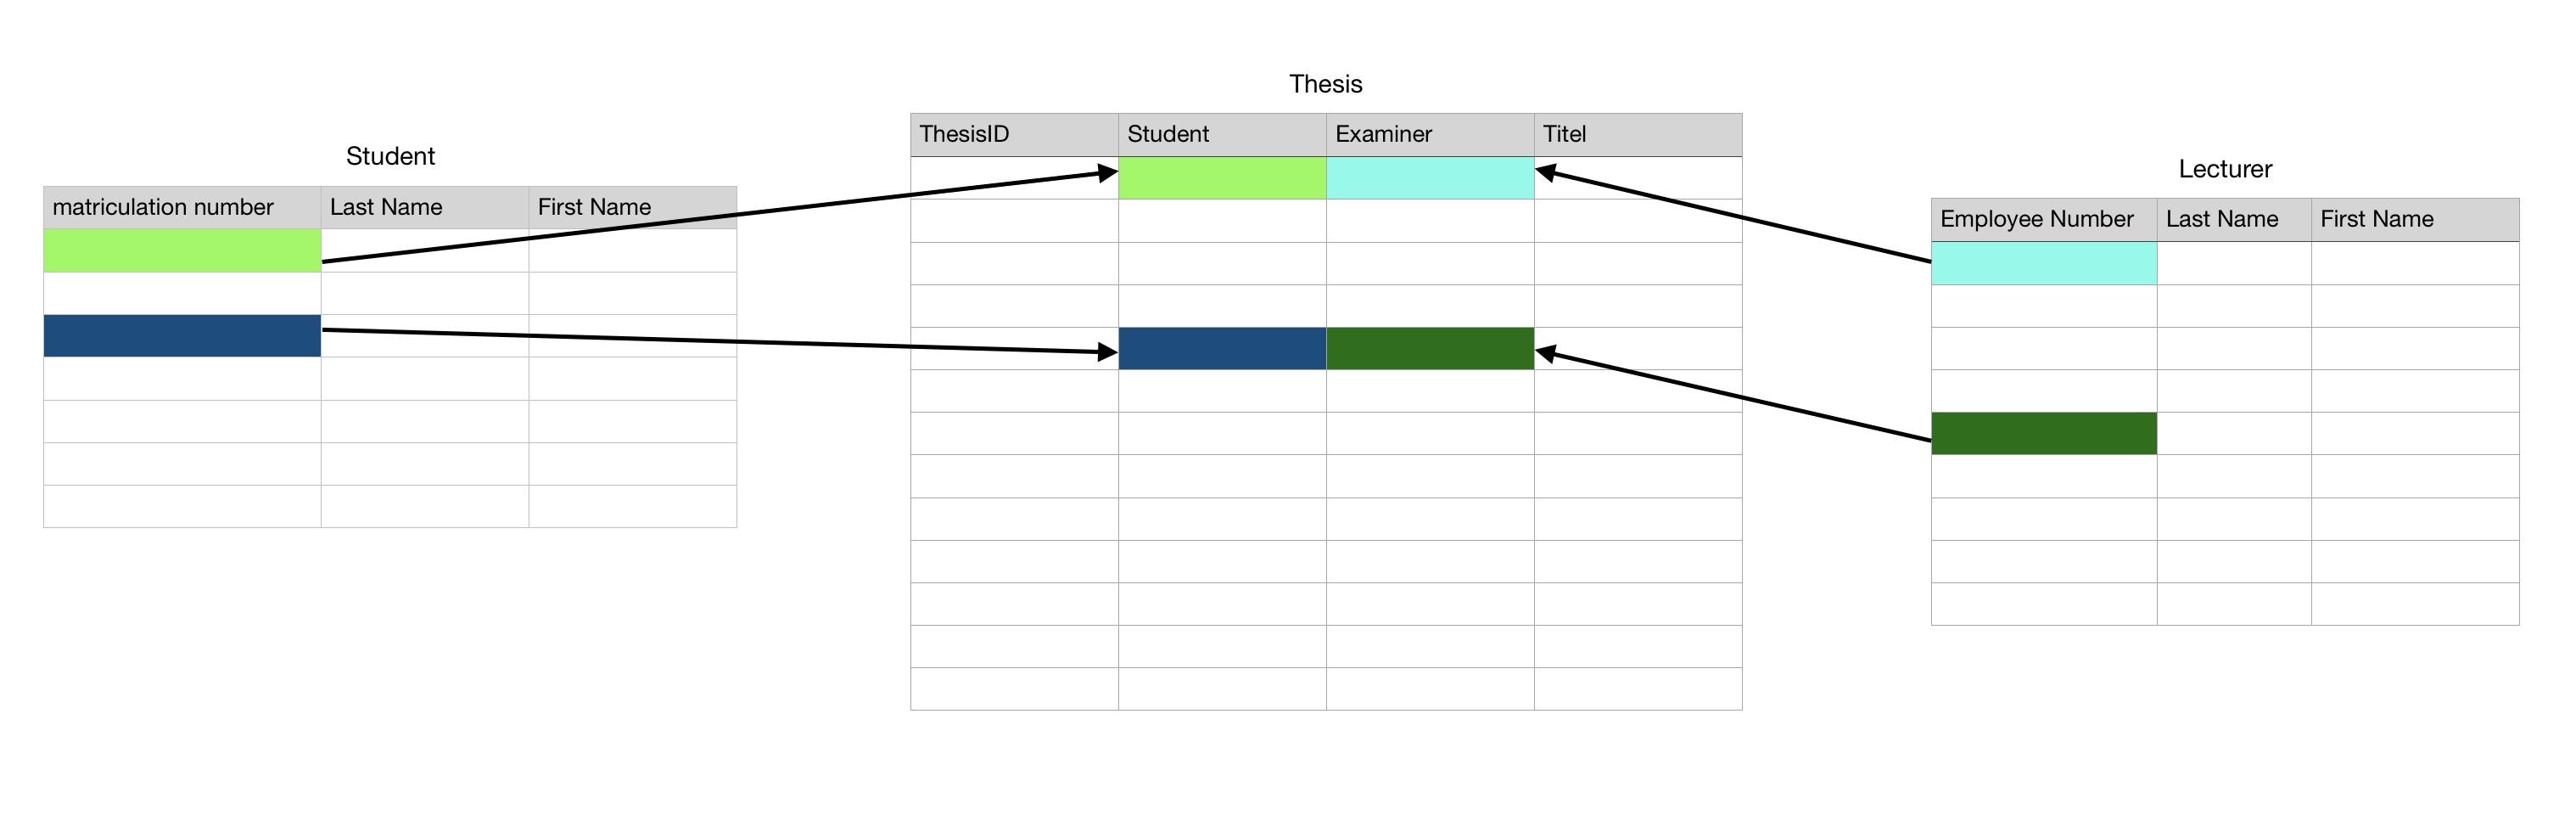 Student
matriculation number Last Name First Name
Thesis
ThesisID Student Examiner Titel
Lecturer
Employee Number Last Name First Name